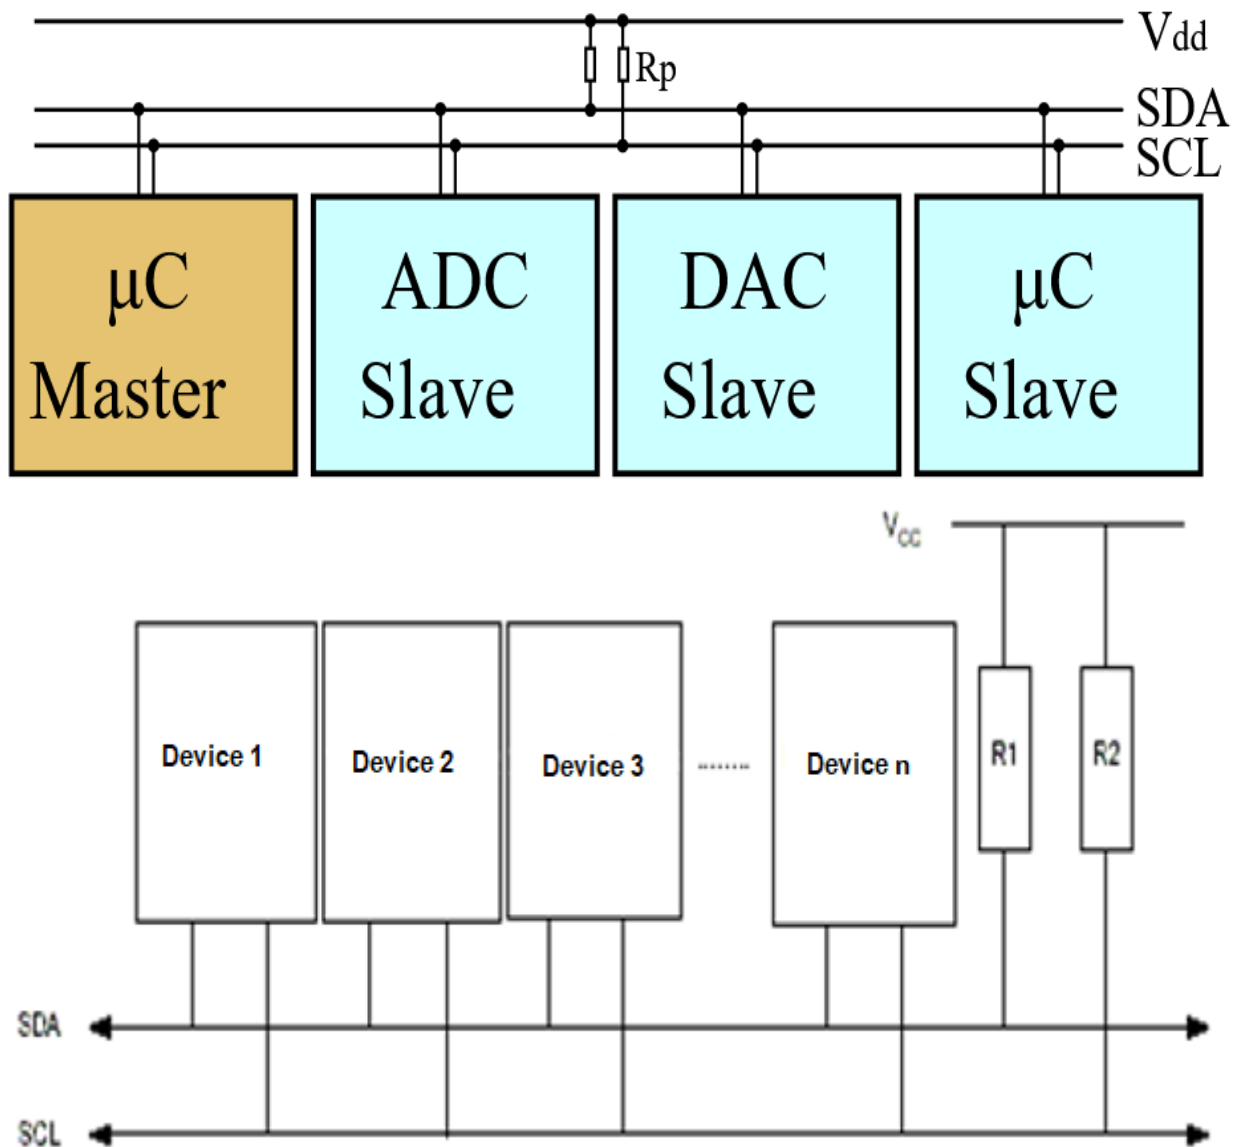 Vdd
Rp
SDA
SCL
μC
Master
ADC
Slave
DAC
Slave
μC
Slave
VCC
Device 1
Device 2
Device 3
........
Device n
R1
R2
SDA
SCL